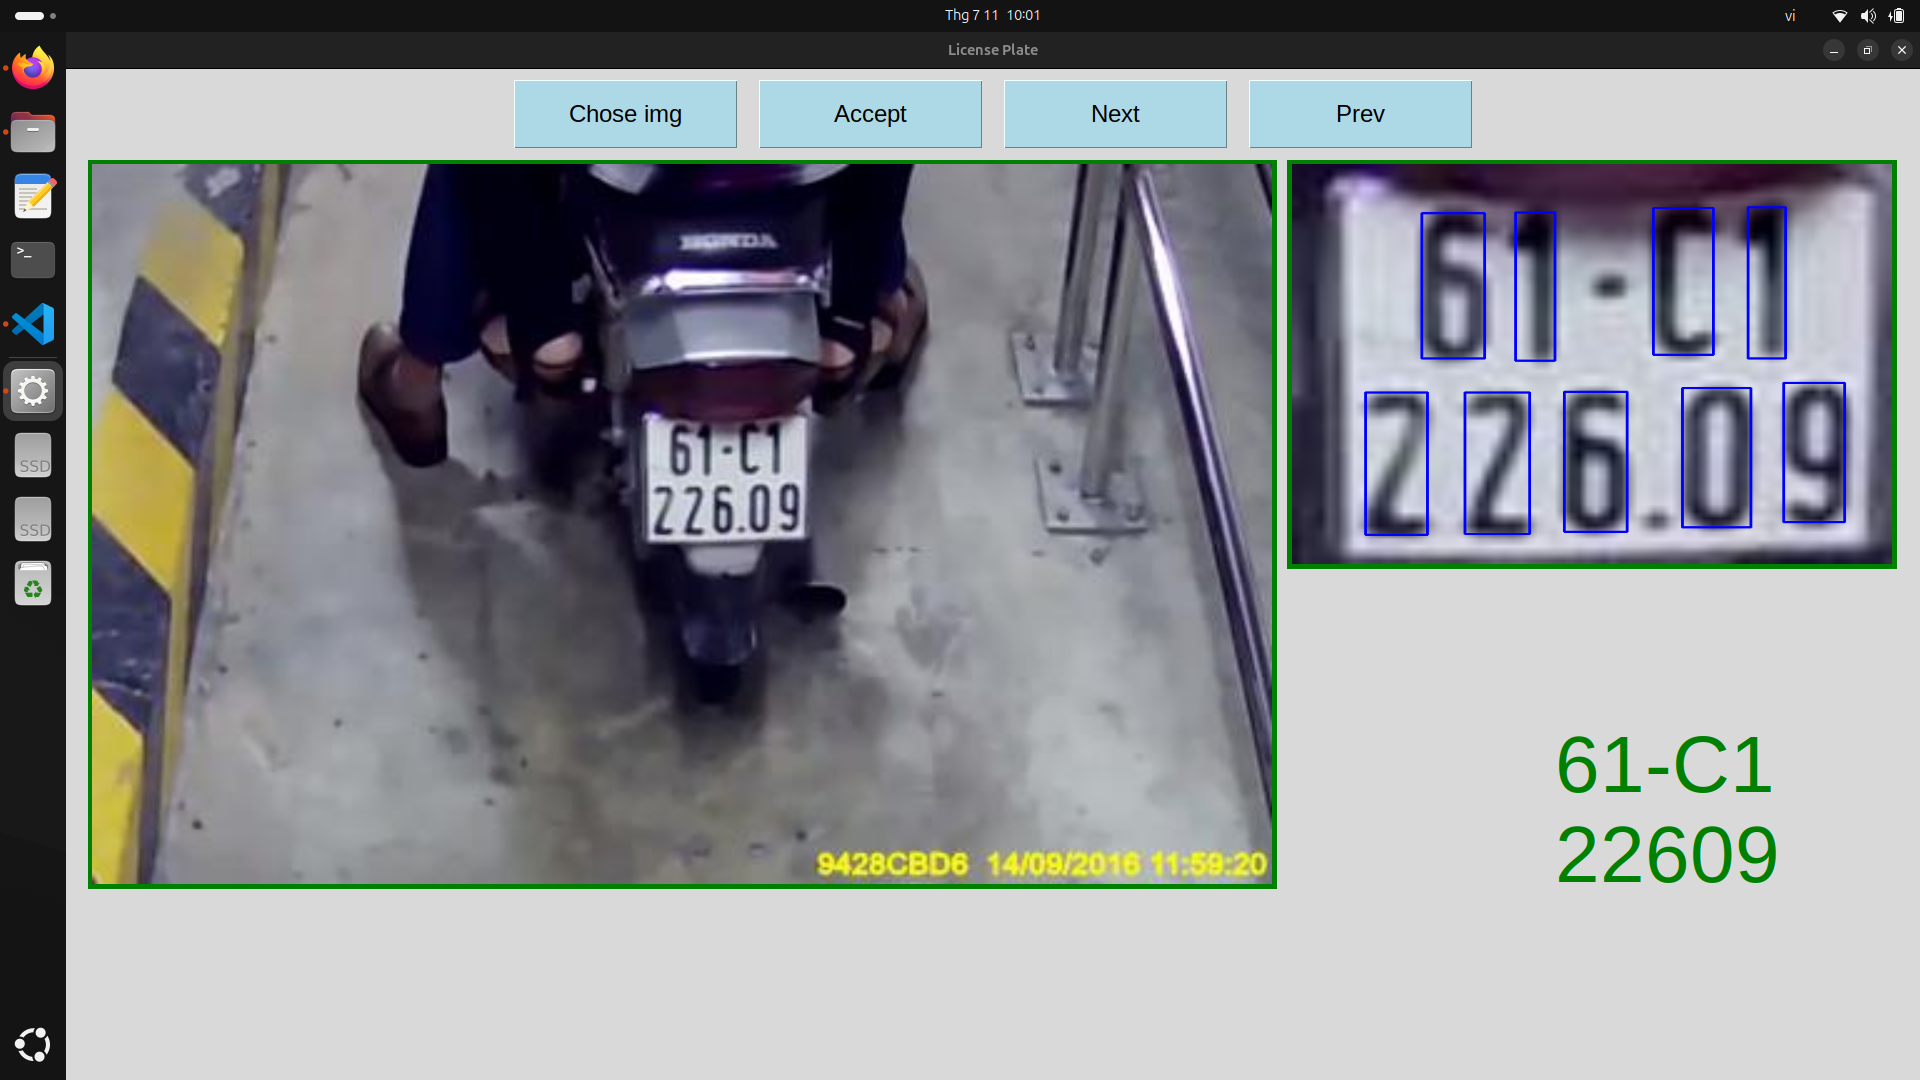 Thg 7 11 10:01
vi
License Plate
Chose img
Accept
Next
Prev
>_
SSD
SSD
HONDA
61-C1
226.09
9428CBD6 14/09/2016 11:59:20
61-C1
226.09
61-C1
22609